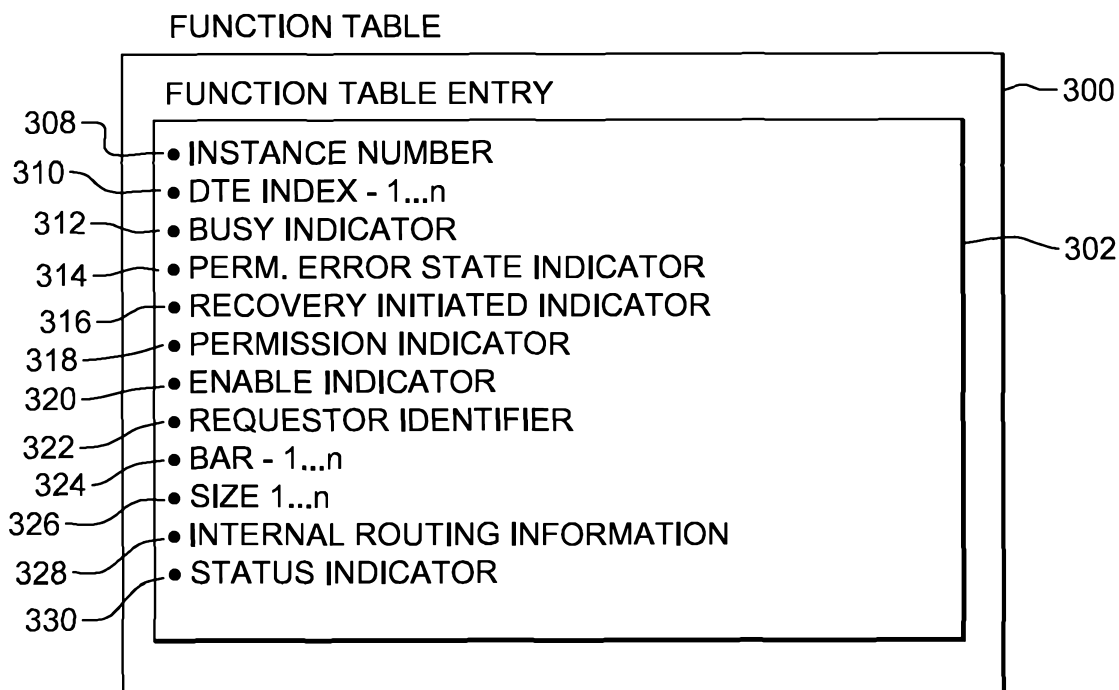 FUNCTION TABLE
FUNCTION TABLE ENTRY
300
308
• INSTANCE NUMBER
310
• DTE INDEX - 1...n
312
• BUSY INDICATOR
302
314
• PERM. ERROR STATE INDICATOR
316
• RECOVERY INITIATED INDICATOR
318
• PERMISSION INDICATOR
320
• ENABLE INDICATOR
322
• REQUESTOR IDENTIFIER
324
• BAR - 1...n
326
• SIZE 1...n
328
• INTERNAL ROUTING INFORMATION
330
• STATUS INDICATOR